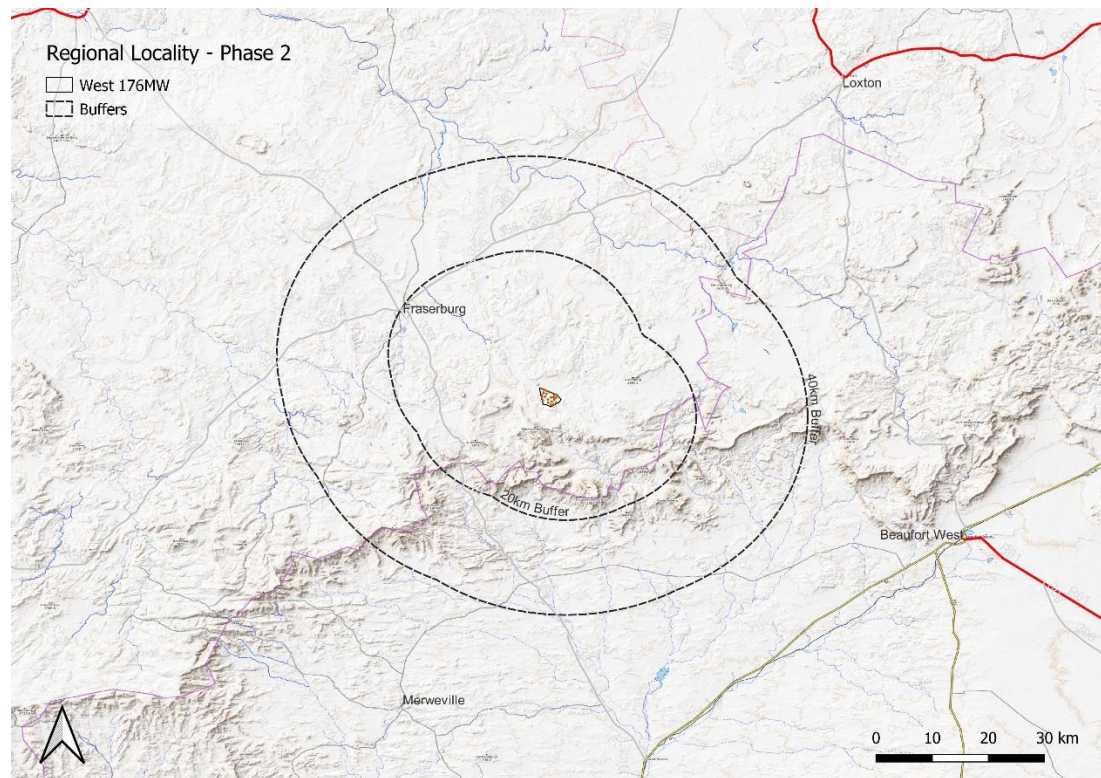 Regional Locality - Phase 2
West 176MW
Buffers
Loxton
Fraserburg
40km Buffer
20km Buffer
Beaufort West
Merweville
0 10 20 30 km